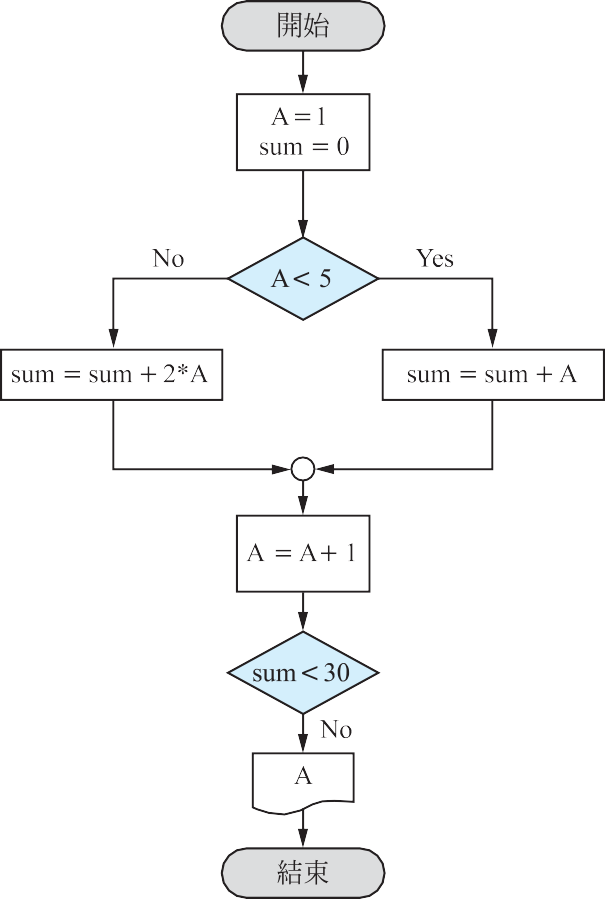 開始
A = 1
sum = 0
A < 5
No
Yes
sum = sum + 2*A
sum = sum + A
A = A + 1
sum < 30
No
A
結束